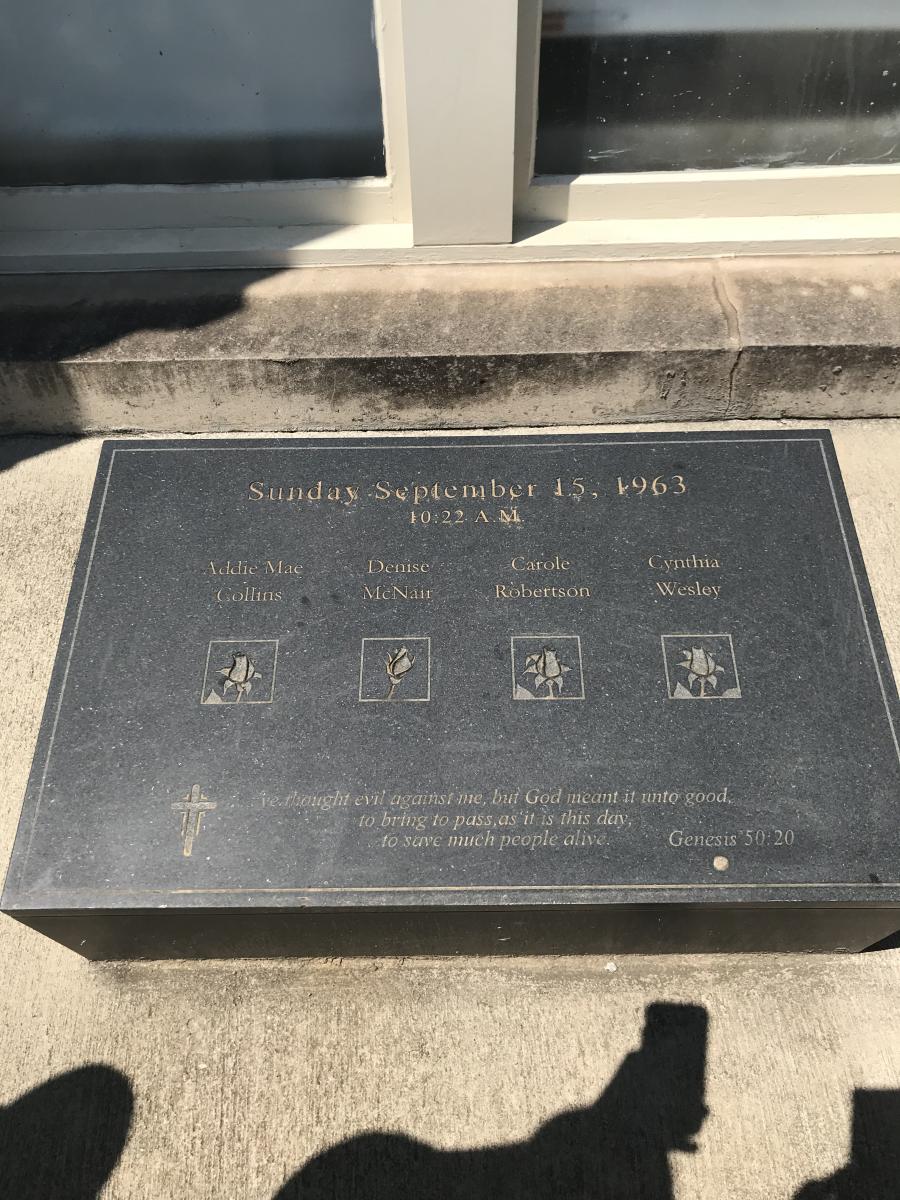 Sunday September 15, 1963
10:22 A.M.
Addie Mae Denise Carole Cynthia
Collins McNair Robertson Wesley
...ye thought evil against me, but God meant it unto good,
to bring to pass, as it is this day,
to save much people alive. Genesis 50:20